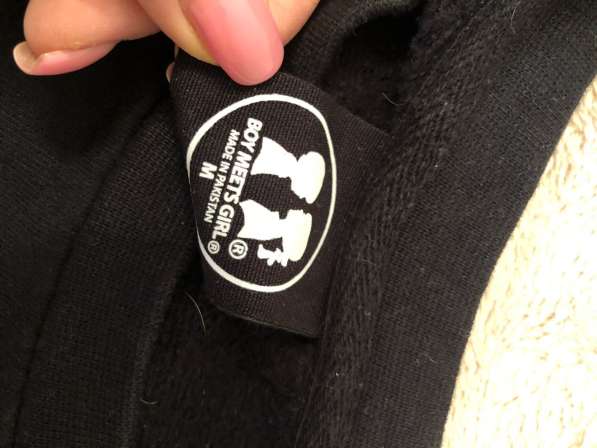 ®
BOY MEETS GIRL®
MADE IN PAKISTAN
M